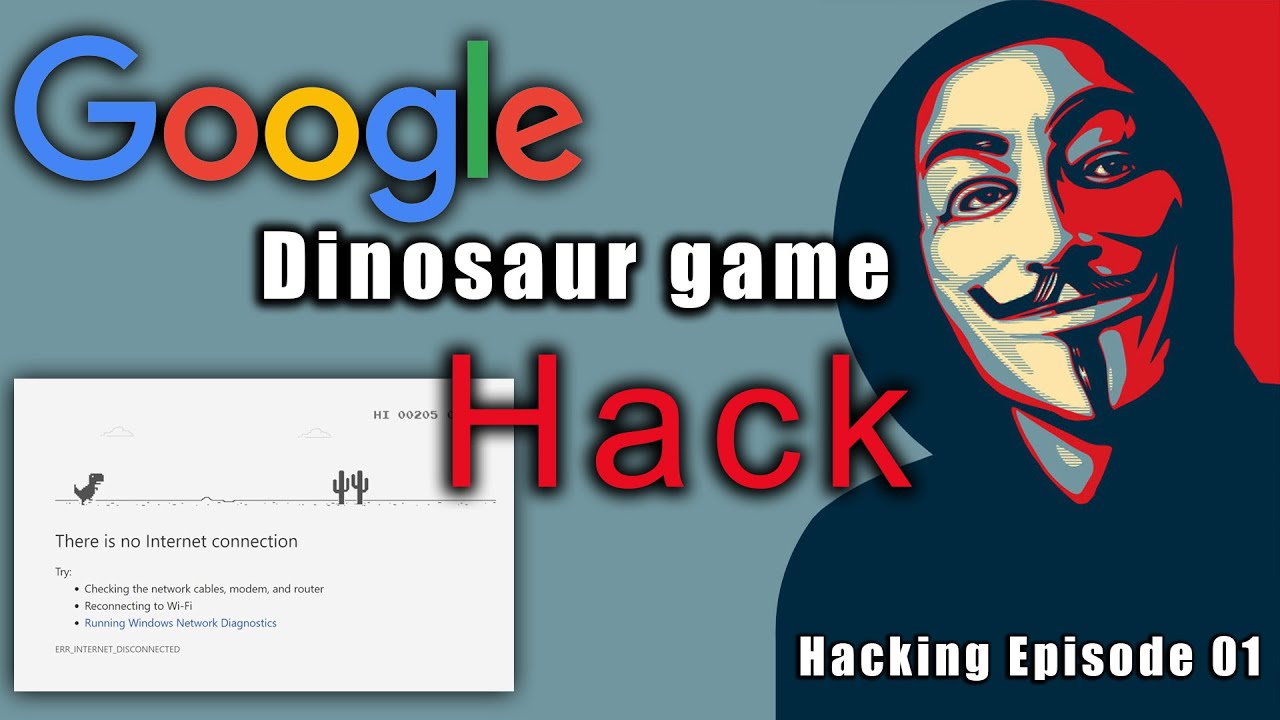 Google
Dinosaur game
Hack
HI 00205
There is no Internet connection
Try:
Checking the network cables, modem, and router
Reconnecting to Wi-Fi
Running Windows Network Diagnostics
ERR_INTERNET_DISCONNECTED
Hacking Episode 01